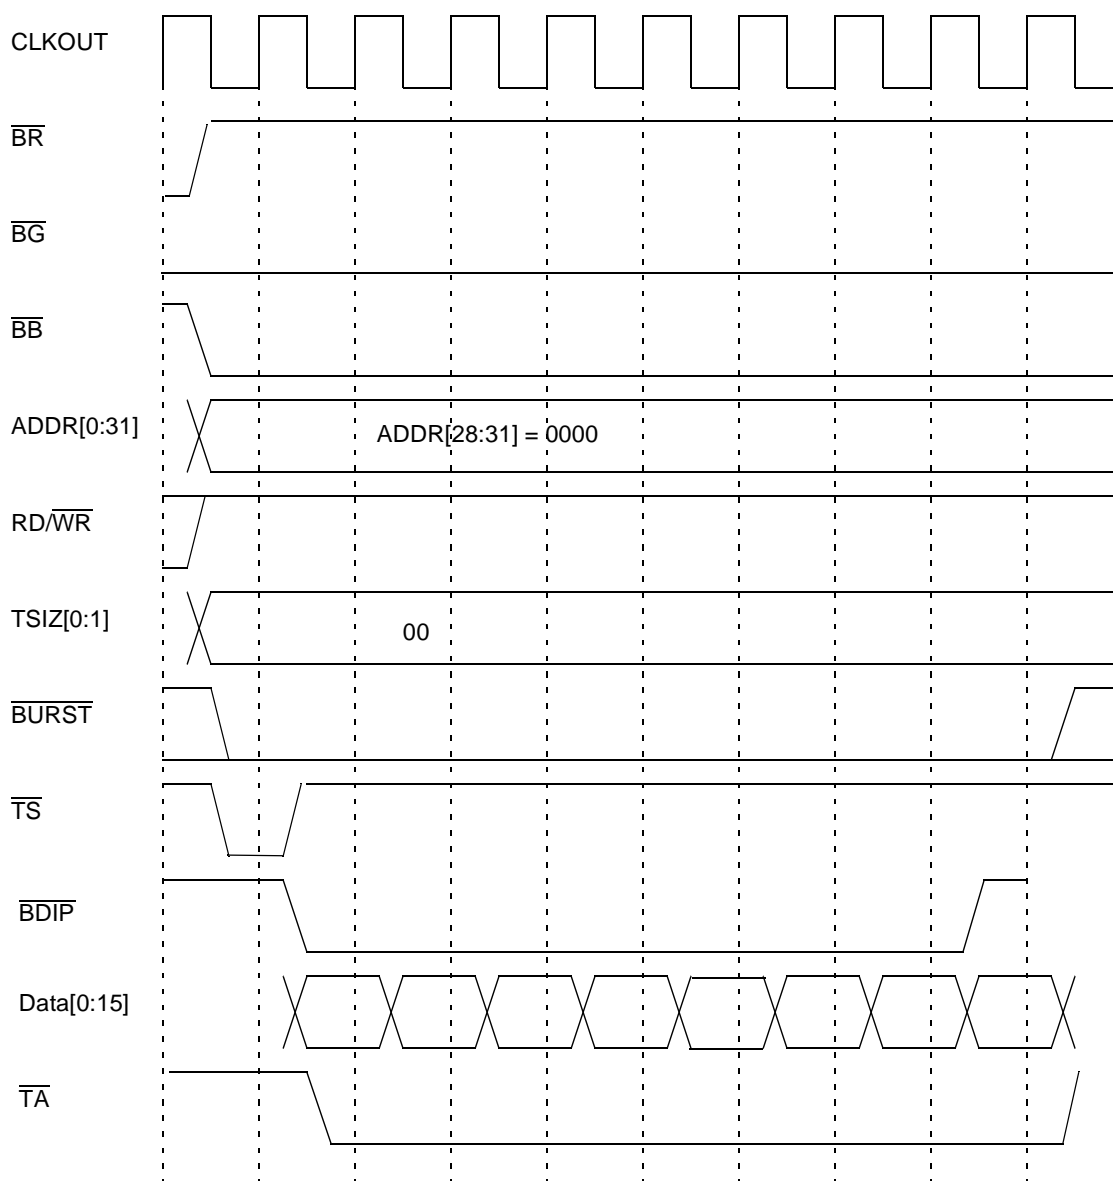 CLKOUT
BR
BG
BB
ADDR[0:31]
ADDR[28:31] = 0000
RD/WR
TSIZ[0:1]
00
BURST
TS
BDIP
Data[0:15]
TA